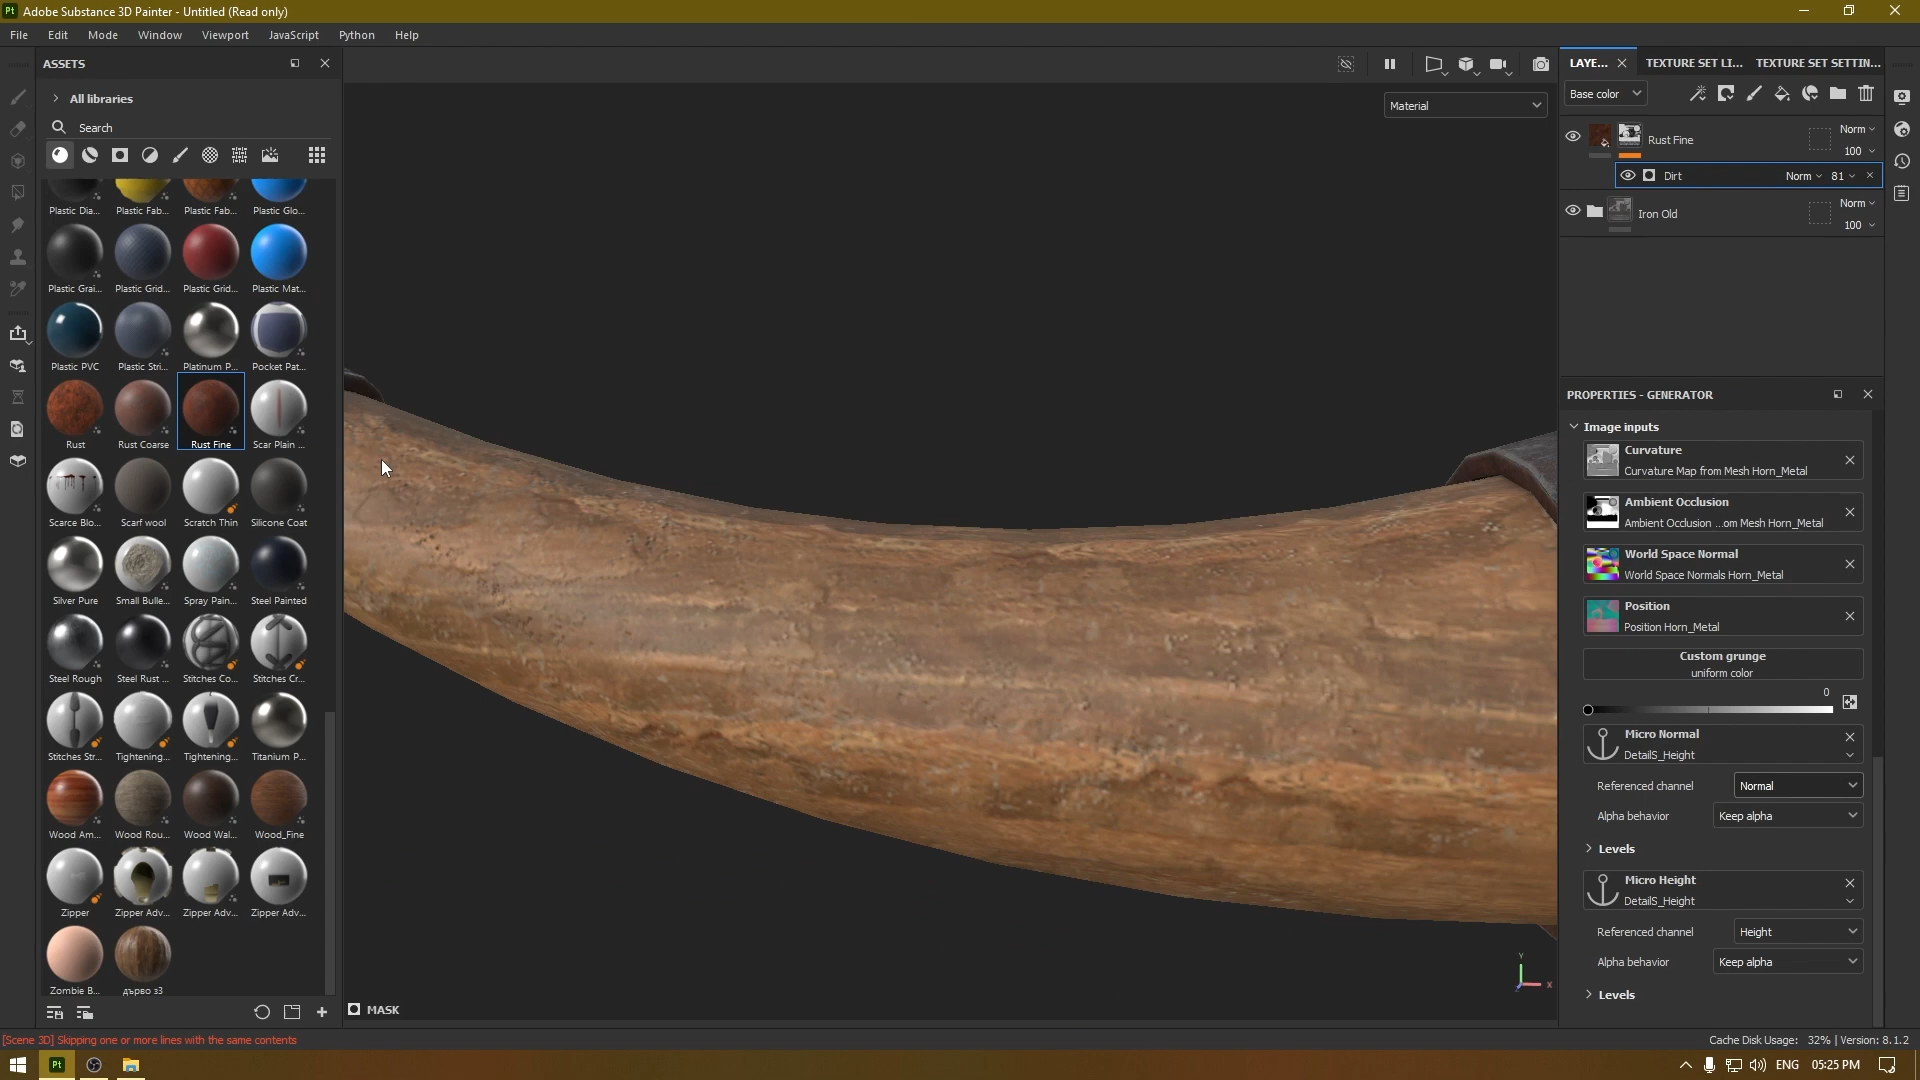 Pt Adobe Substance 3D Painter - Untitled (Read only)
File Edit Mode Window Viewport JavaScript Python Help
ASSETS
All libraries
Search
Plastic Dia... Plastic Fab... Plastic Fab... Plastic Glo...
Plastic Grai... Plastic Grid... Plastic Grid... Plastic Mat...
Plastic PVC Plastic Stri... Platinum P... Pocket Pat...
Rust Rust Coarse Rust Fine Scar Plain ...
Scarce Blo... Scarf wool Scratch Thin Silicone Coat
Silver Pure Small Bulle... Spray Pain... Steel Painted
Steel Rough Steel Rust ... Stitches Co... Stitches Cr...
Stitches Str... Tightening... Tightening... Titanium P...
Wood Am... Wood Rou... Wood Wal... Wood_Fine
Zipper Zipper Adv... Zipper Adv... Zipper Adv...
Zombie B... дърво з3
Material
Y
X
MASK
LAYE... TEXTURE SET LI... TEXTURE SET SETTIN...
Base color
Rust Fine Norm
100
Dirt Norm 81
Iron Old Norm
100
PROPERTIES - GENERATOR
Image inputs
Curvature
Curvature Map from Mesh Horn_Metal
Ambient Occlusion
Ambient Occlusion ...om Mesh Horn_Metal
World Space Normal
World Space Normals Horn_Metal
Position
Position Horn_Metal
Custom grunge
uniform color
0
Micro Normal
DetailS_Height
Referenced channel Normal
Alpha behavior Keep alpha
Levels
Micro Height
DetailS_Height
Referenced channel Height
Alpha behavior Keep alpha
Levels
[Scene 3D] Skipping one or more lines with the same contents
Cache Disk Usage: 32% | Version: 8.1.2
Pt
ENG 05:25 PM